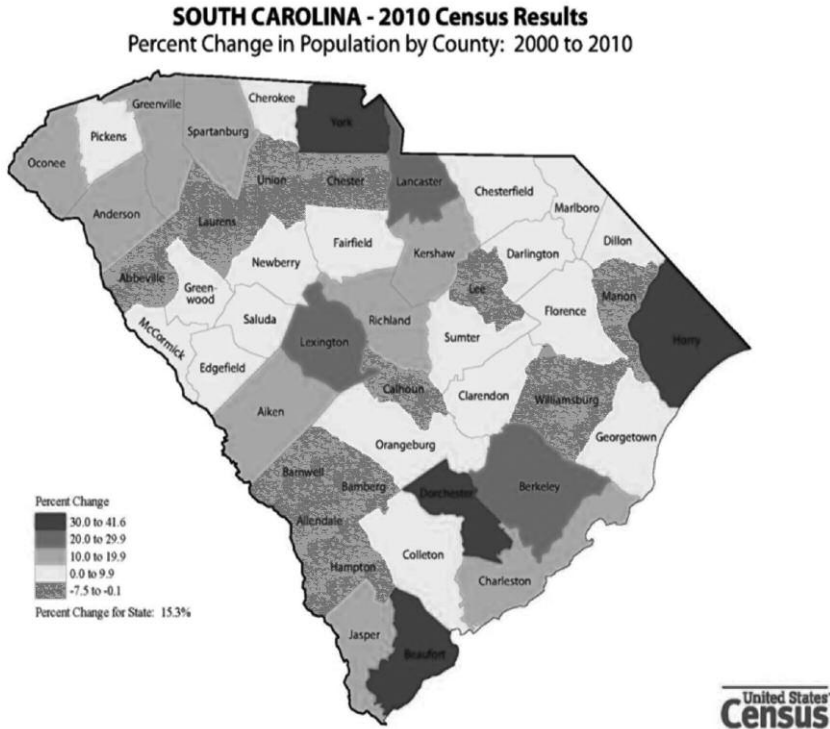 SOUTH CAROLINA - 2010 Census Results
Percent Change in Population by County: 2000 to 2010
Cherokee
York
Greenville
Spartanburg
Pickens
Oconee
Union
Chester
Lancaster
Chesterfield
Marlboro
Anderson
Laurens
Fairfield
Kershaw
Darlington
Dillon
Abbeville
Newberry
Green-
wood
Lee
Marion
Florence
McCormick
Saluda
Lexington
Richland
Sumter
Horry
Edgefield
Calhoun
Clarendon
Williamsburg
Aiken
Orangeburg
Georgetown
Barnwell
Bamberg
Dorchester
Berkeley
Allendale
Colleton
Hampton
Charleston
Jasper
Beaufort
Percent Change
30.0 to 41.6
20.0 to 29.9
10.0 to 19.9
0.0 to 9.9
-7.5 to -0.1
Percent Change for State: 15.3%
United States'
Census